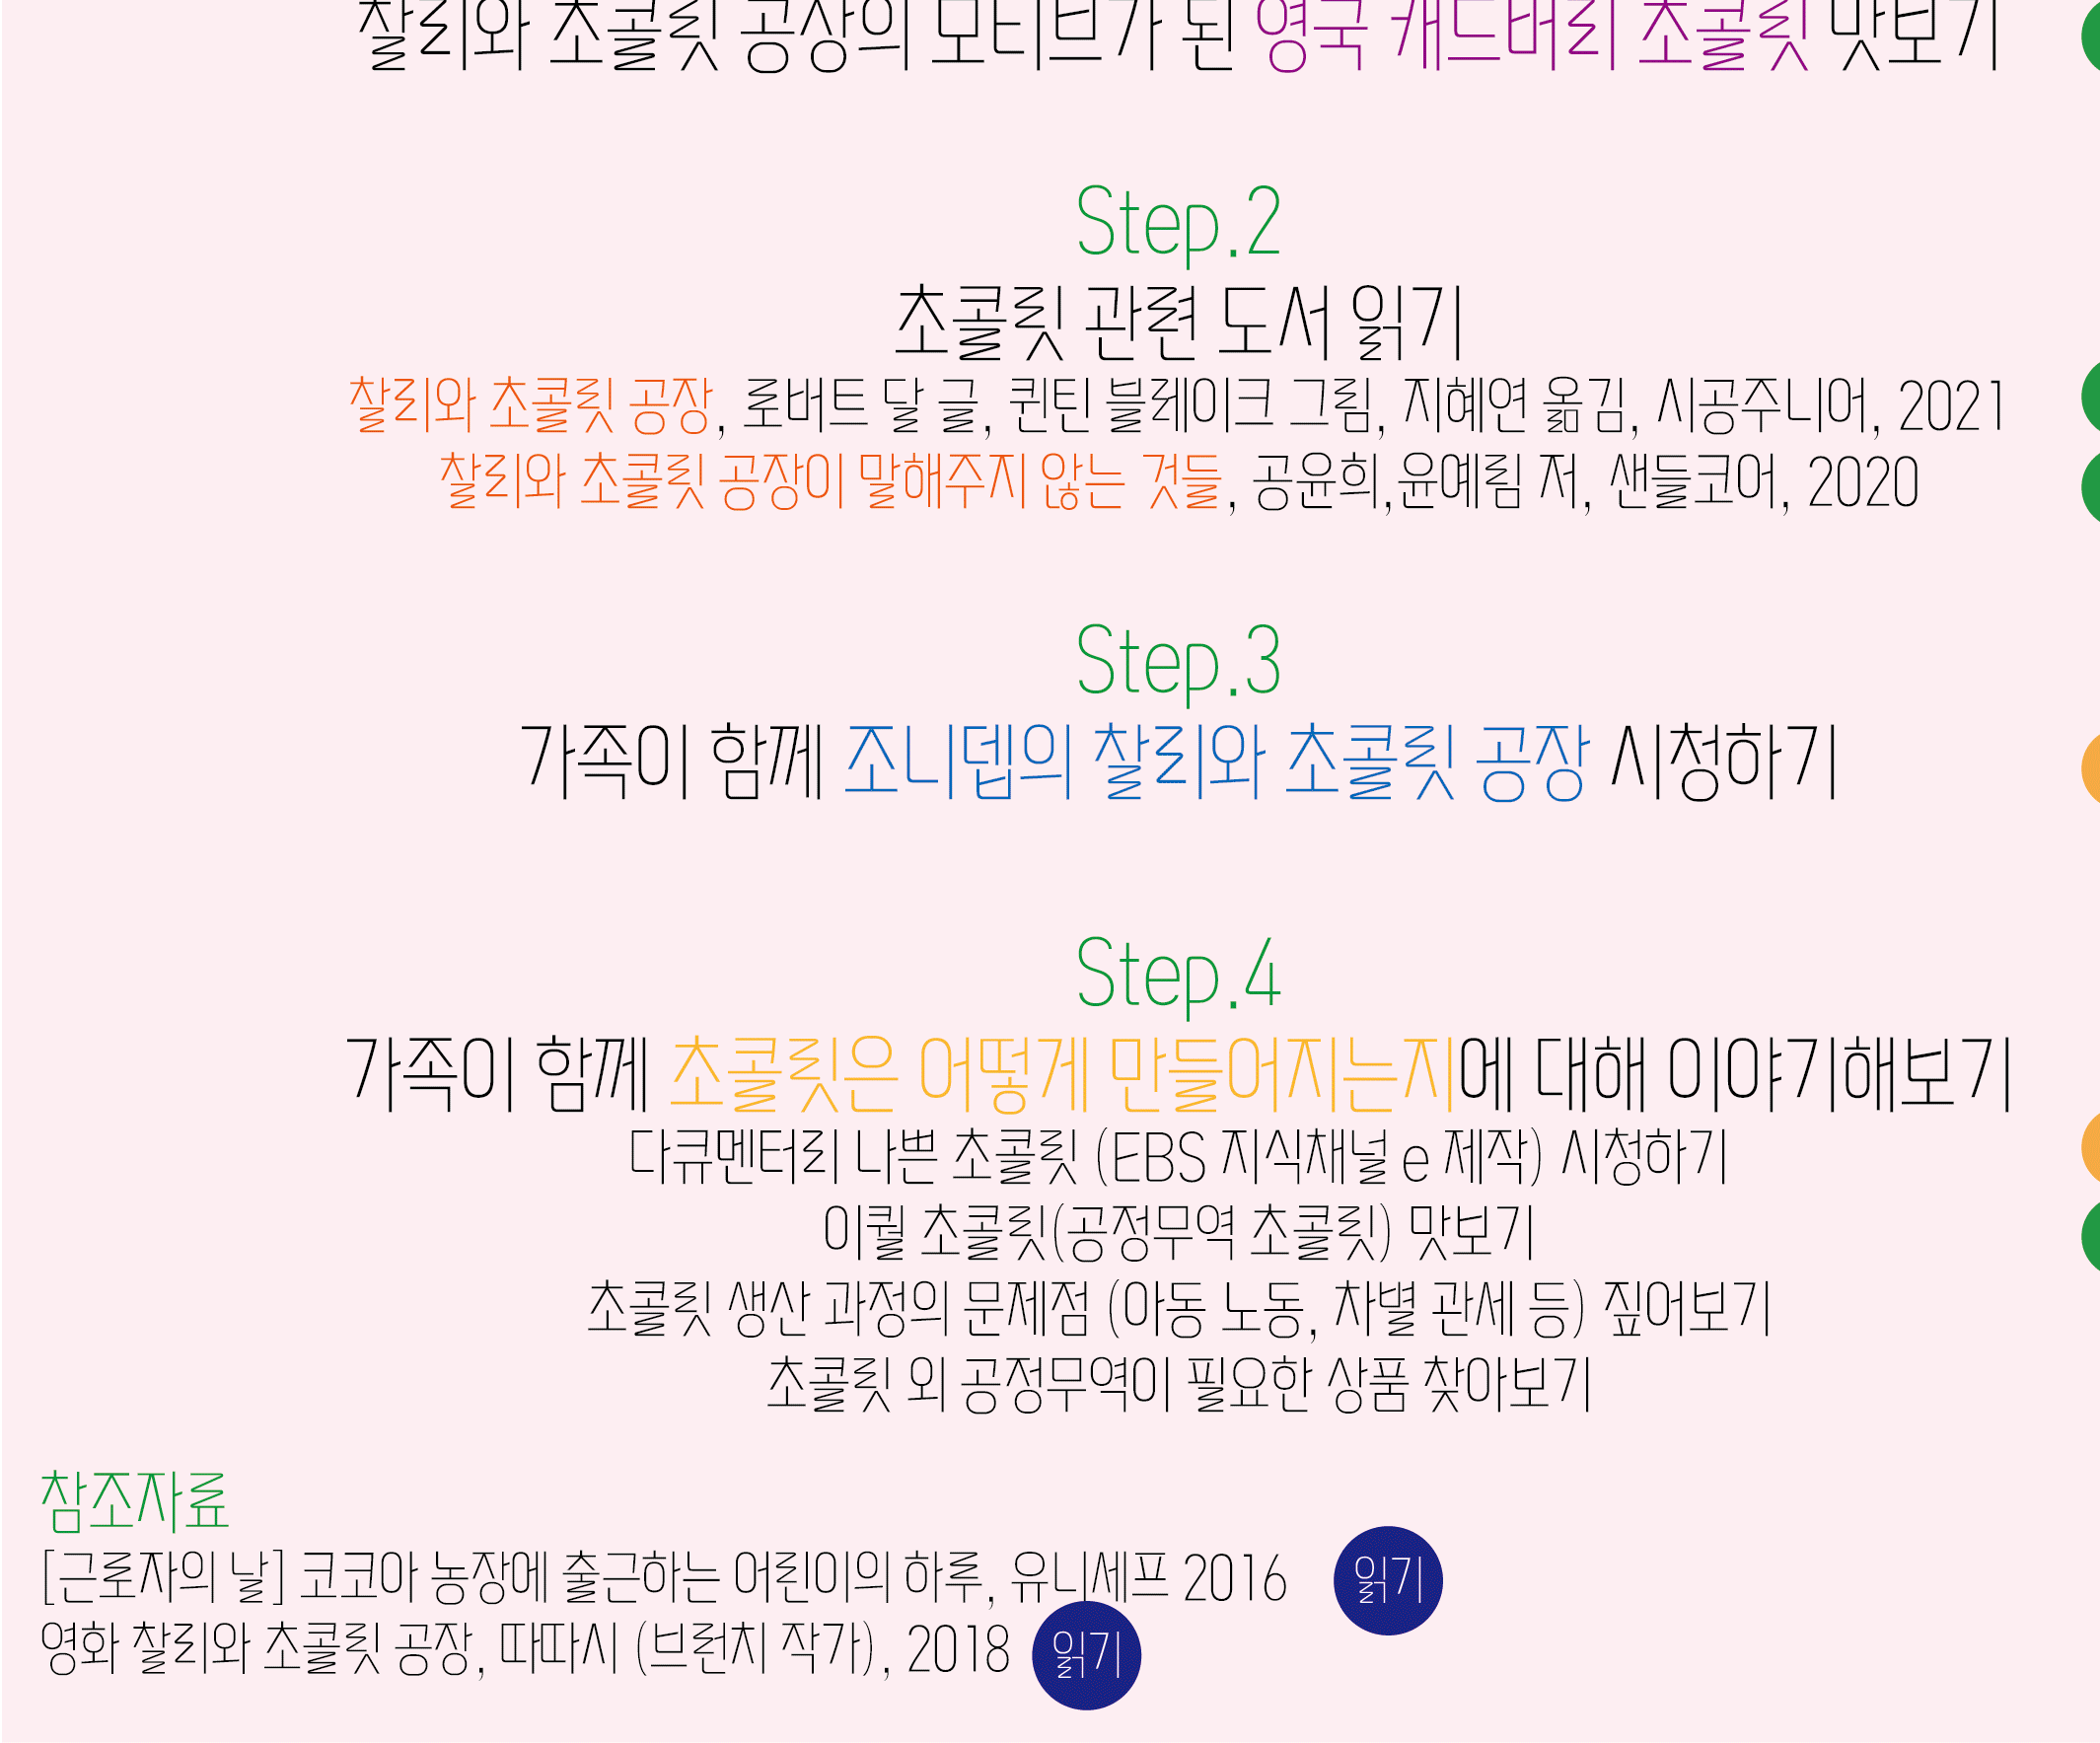 찰리와 초콜릿 공장의 모티브가 된 영국 캐드버리 초콜릿 맛보기
Step.2
초콜릿 관련 도서 읽기
찰리와 초콜릿 공장, 로버트 달 글, 퀸틴 블레이크 그림, 지혜연 옮김, 시공주니어, 2021
찰리와 초콜릿 공장이 말해주지 않는 것들, 공윤희,윤예림 저, 샌들코어, 2020
Step.3
가족이 함께 조니뎁의 찰리와 초콜릿 공장 시청하기
Step.4
가족이 함께 초콜릿은 어떻게 만들어지는지에 대해 이야기해보기
다큐멘터리 나쁜 초콜릿 (EBS 지식채널 e 제작) 시청하기
이퀄 초콜릿(공정무역 초콜릿) 맛보기
초콜릿 생산 과정의 문제점 (아동 노동, 차별 관세 등) 짚어보기
초콜릿 외 공정무역이 필요한 상품 찾아보기
참조자료
[근로자의 날] 코코아 농장에 출근하는 어린이의 하루, 유니세프 2016 읽기
영화 찰리와 초콜릿 공장, 따따시 (브런치 작가), 2018 읽기